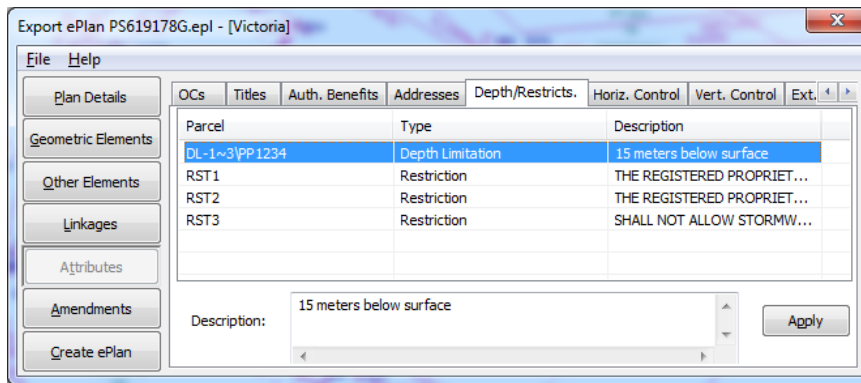 Export ePlan PS619178G.epl - [Victoria]
File Help
Plan Details
Geometric Elements
Other Elements
Linkages
Attributes
Amendments
Create ePlan
OCs Titles Auth. Benefits Addresses Depth/Restricts. Horiz. Control Vert. Control Ext.
Parcel Type Description
DL-1~3\PP1234 Depth Limitation 15 meters below surface
RST1 Restriction THE REGISTERED PROPRIET...
RST2 Restriction THE REGISTERED PROPRIET...
RST3 Restriction SHALL NOT ALLOW STORMW...
Description: 15 meters below surface
Apply